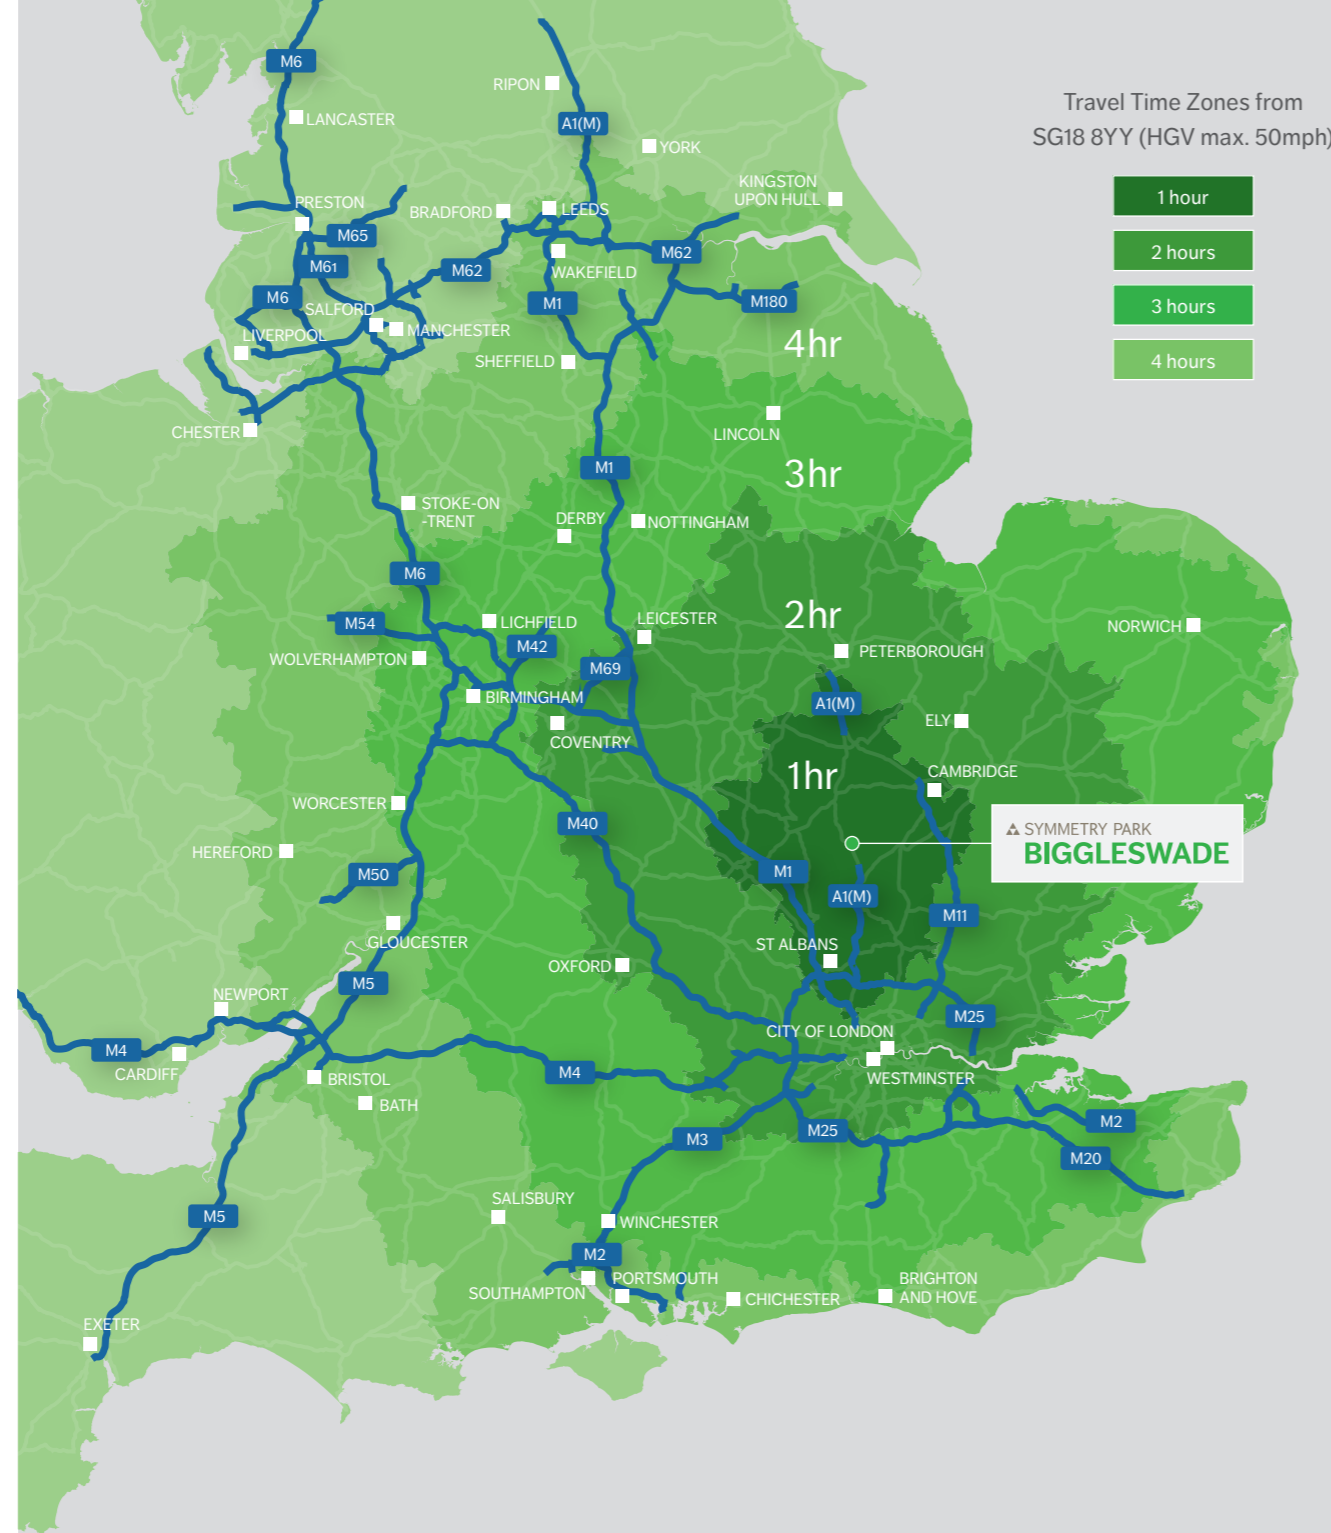 M6
RIPON
Travel Time Zones from
LANCASTER
A1(M)
SG18 8YY (HGV max. 50mph)
YORK
KINGSTON
UPON HULL
1 hour
PRESTON
BRADFORD
LEEDS
M65
2 hours
M61
M62
M62
WAKEFIELD
M6
SALFORD
M1
M180
3 hours
LIVERPOOL
MANCHESTER
4hr
SHEFFIELD
4 hours
CHESTER
LINCOLN
M1
3hr
STOKE-ON
-TRENT
DERBY
NOTTINGHAM
M6
M54
LICHFIELD
LEICESTER
2hr
NORWICH
M42
WOLVERHAMPTON
M69
PETERBOROUGH
BIRMINGHAM
A1(M)
ELY
COVENTRY
1hr
CAMBRIDGE
WORCESTER
M40
SYMMETRY PARK
BIGGLESWADE
HEREFORD
M50
M1
A1(M)
M11
GLOUCESTER
ST ALBANS
OXFORD
M5
NEWPORT
M25
CITY OF LONDON
M4
CARDIFF
M4
WESTMINSTER
BRISTOL
BATH
M2
M3
M25
M20
SALISBURY
M5
WINCHESTER
M2
PORTSMOUTH
SOUTHAMPTON
CHICHESTER
BRIGHTON
AND HOVE
EXETER